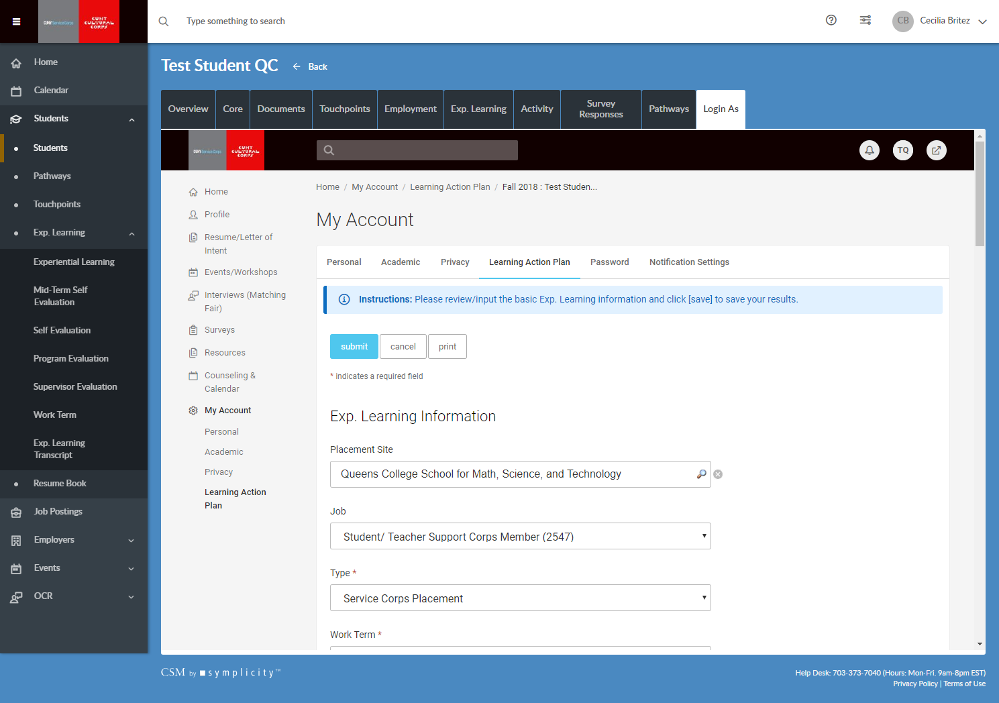 CUNY Service Corps
CUNY
CULTURAL
CORPS
Type something to search
CB
Cecilia Britez
Home
Calendar
Students
Students
Pathways
Touchpoints
Exp. Learning
Experiential Learning
Mid-Term Self
Evaluation
Self Evaluation
Program Evaluation
Supervisor Evaluation
Work Term
Exp. Learning
Transcript
Resume Book
Job Postings
Employers
Events
OCR
Test Student QC
Back
Overview
Core
Documents
Touchpoints
Employment
Exp. Learning
Activity
Survey
Responses
Pathways
Login As
CUNY Service Corps
CUNY
CULTURAL
CORPS
TQ
Home
Profile
Resume/Letter of
Intent
Events/Workshops
Interviews (Matching
Fair)
Surveys
Resources
Counseling &
Calendar
My Account
Personal
Academic
Privacy
Learning Action
Plan
Home / My Account / Learning Action Plan / Fall 2018 : Test Studen...
My Account
Personal
Academic
Privacy
Learning Action Plan
Password
Notification Settings
Instructions: Please review/input the basic Exp. Learning information and click [save] to save your results.
submit
cancel
print
* indicates a required field
Exp. Learning Information
Placement Site
Queens College School for Math, Science, and Technology
Job
Student/ Teacher Support Corps Member (2547)
Type *
Service Corps Placement
Work Term *
CSM by symplicity™
Help Desk: 703-373-7040 (Hours: Mon-Fri. 9am-8pm EST)
Privacy Policy | Terms of Use